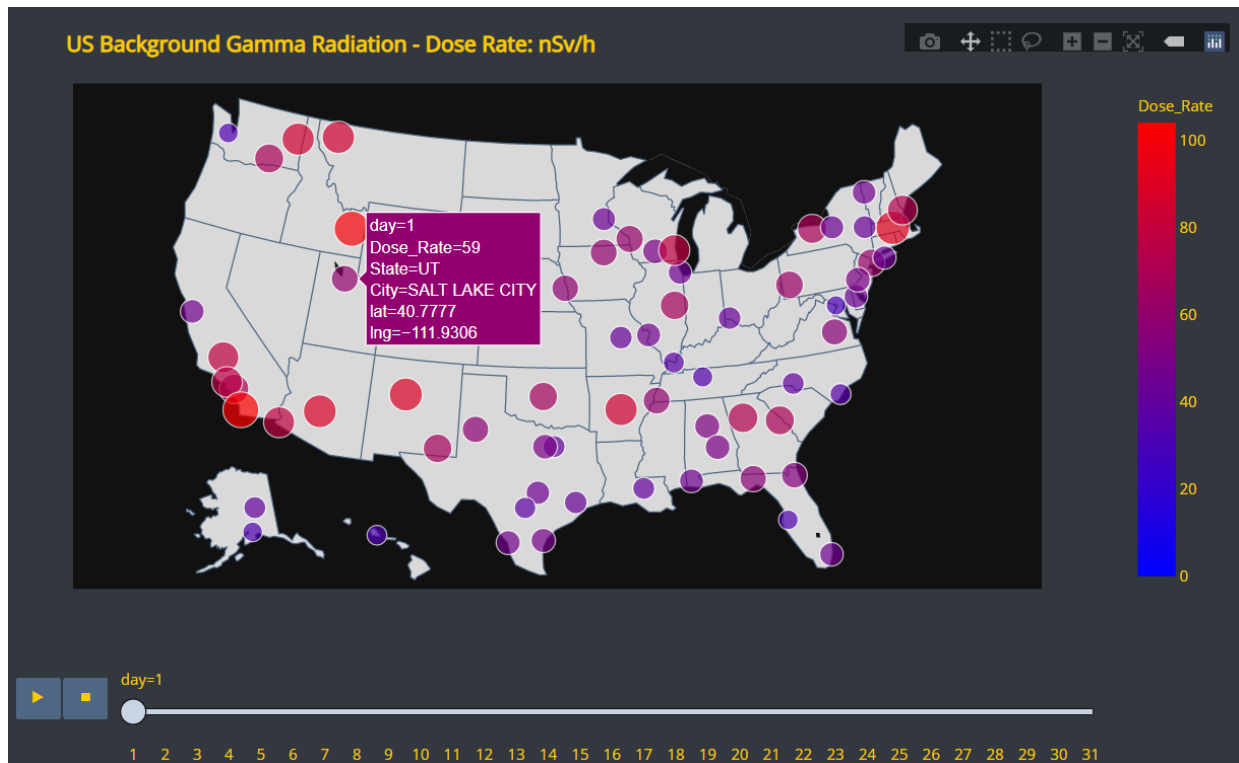 US Background Gamma Radiation - Dose Rate: nSv/h
Dose_Rate
100
80
60
40
20
0
day=1
Dose_Rate=59
State=UT
City=SALT LAKE CITY
lat=40.7777
lng=−111.9306
day=1
1 2 3 4 5 6 7 8 9 10 11 12 13 14 15 16 17 18 19 20 21 22 23 24 25 26 27 28 29 30 31